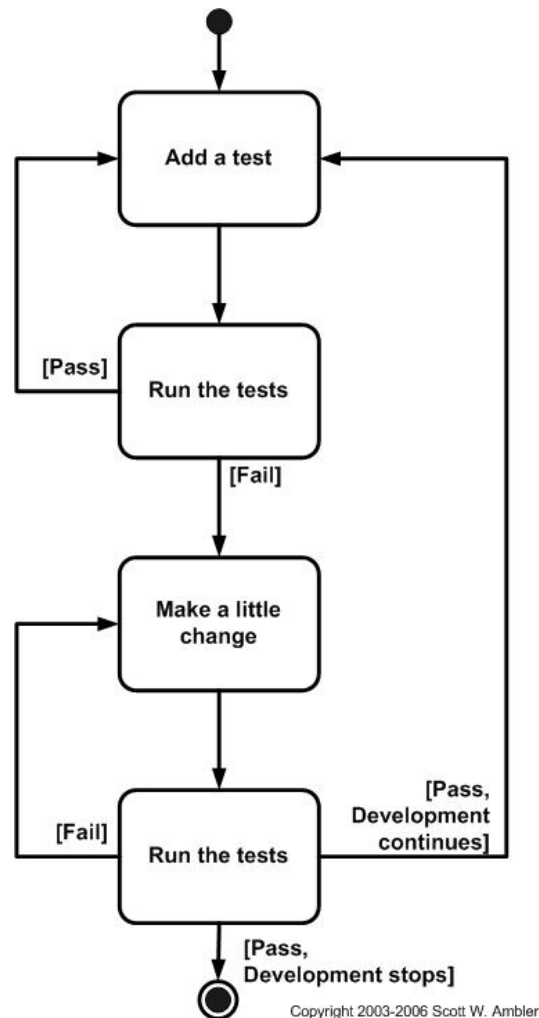 Add a test
[Pass]
Run the tests
[Fail]
Make a little
change
[Fail]
Run the tests
[Pass,
Development
continues]
[Pass,
Development stops]
Copyright 2003-2006 Scott W. Ambler